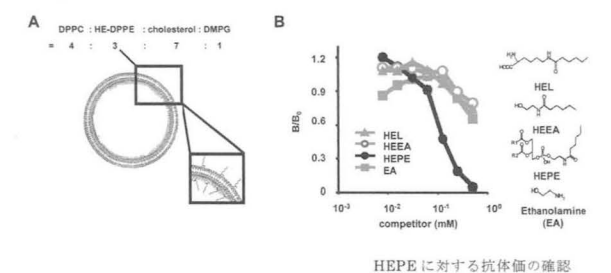 A
DPPC : HE-DPPE : cholesterol : DMPG
= 4 : 3 : 7 : 1
B
B/B0
1.2
0.9
0.6
0.3
0
HEL
HEEA
HEPE
EA
10-3 10-2 10-1 100
competitor (mM)
HEL
HEEA
HEPE
Ethanolamine
(EA)
HEPE に対する抗体価の確認